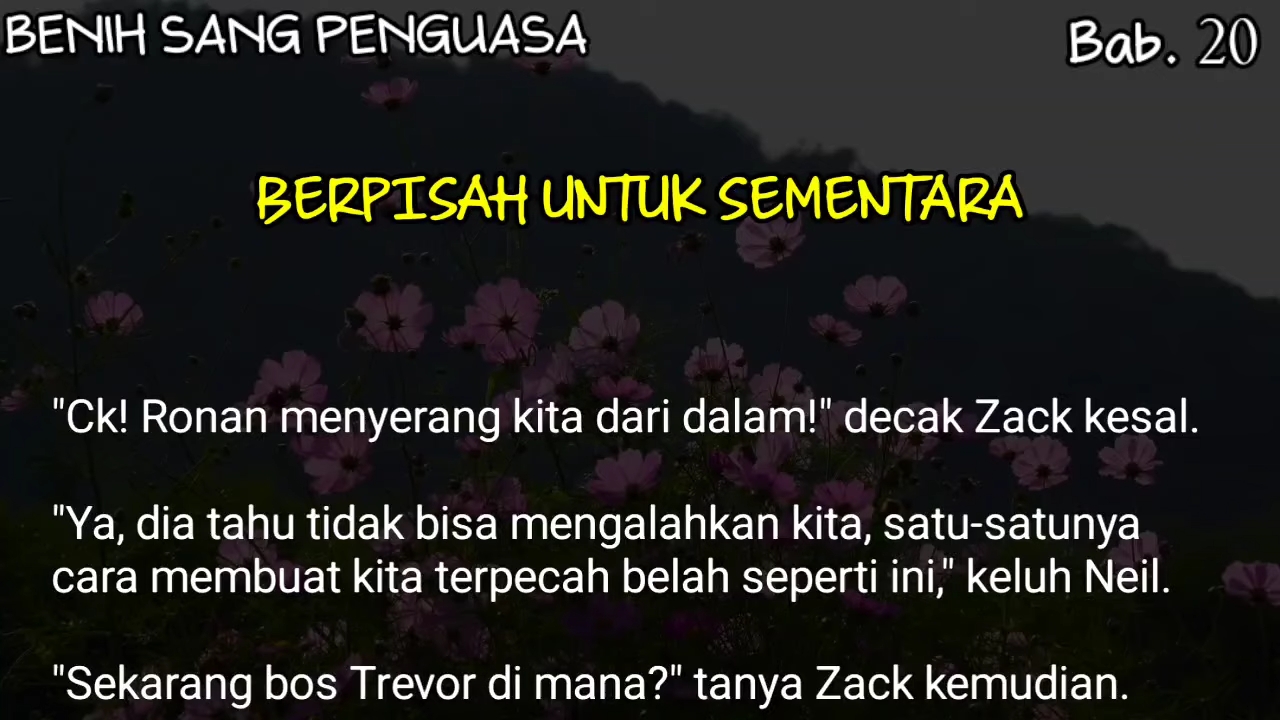 BENIH SANG PENGUASA
Bab. 20
BERPISAH UNTUK SEMENTARA
"Ck! Ronan menyerang kita dari dalam!" decak Zack kesal.
"Ya, dia tahu tidak bisa mengalahkan kita, satu-satunya
cara membuat kita terpecah belah seperti ini," keluh Neil.
"Sekarang bos Trevor di mana?" tanya Zack kemudian.